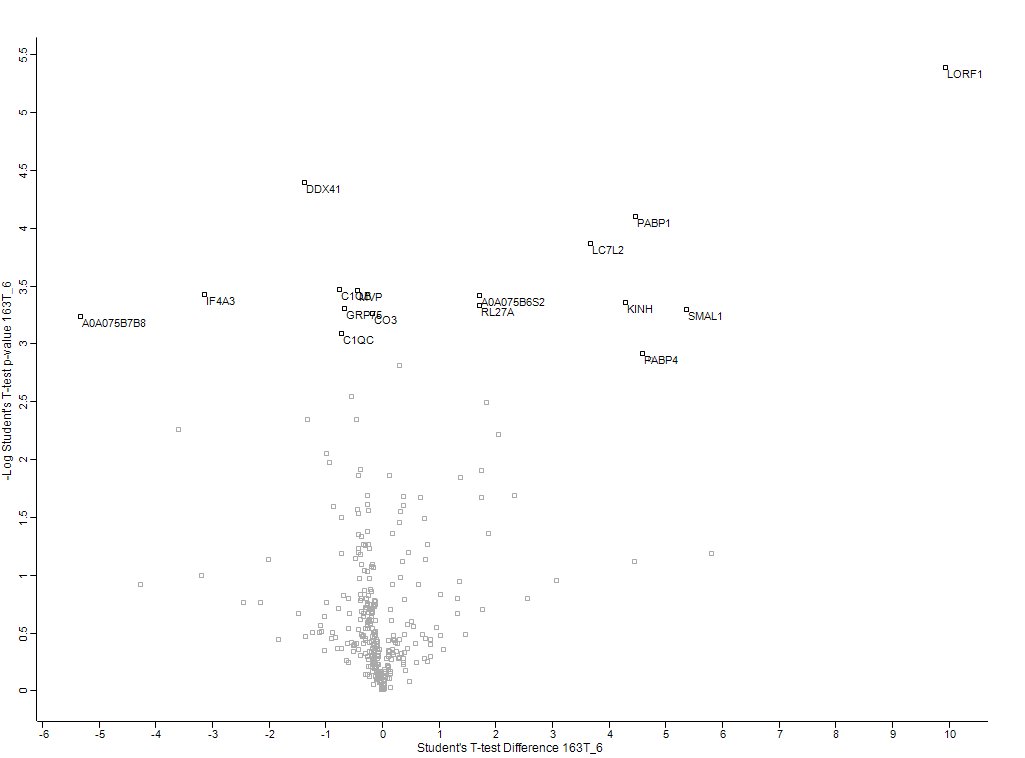 5.5
LORF1
5
4.5
DDX41
PABP1
4
LC7L2
3.5
IF4A3
C1QB
MVP
A0A075B6S2
KINH
RL27A
GRP75
CO3
SMAL1
A0A075B7B8
C1QC
3
PABP4
2.5
2
1.5
1
0.5
0
-Log Student's T-test p-value 163T_6
-6 -5 -4 -3 -2 -1 0 1 2 3 4 5 6 7 8 9 10
Student's T-test Difference 163T_6